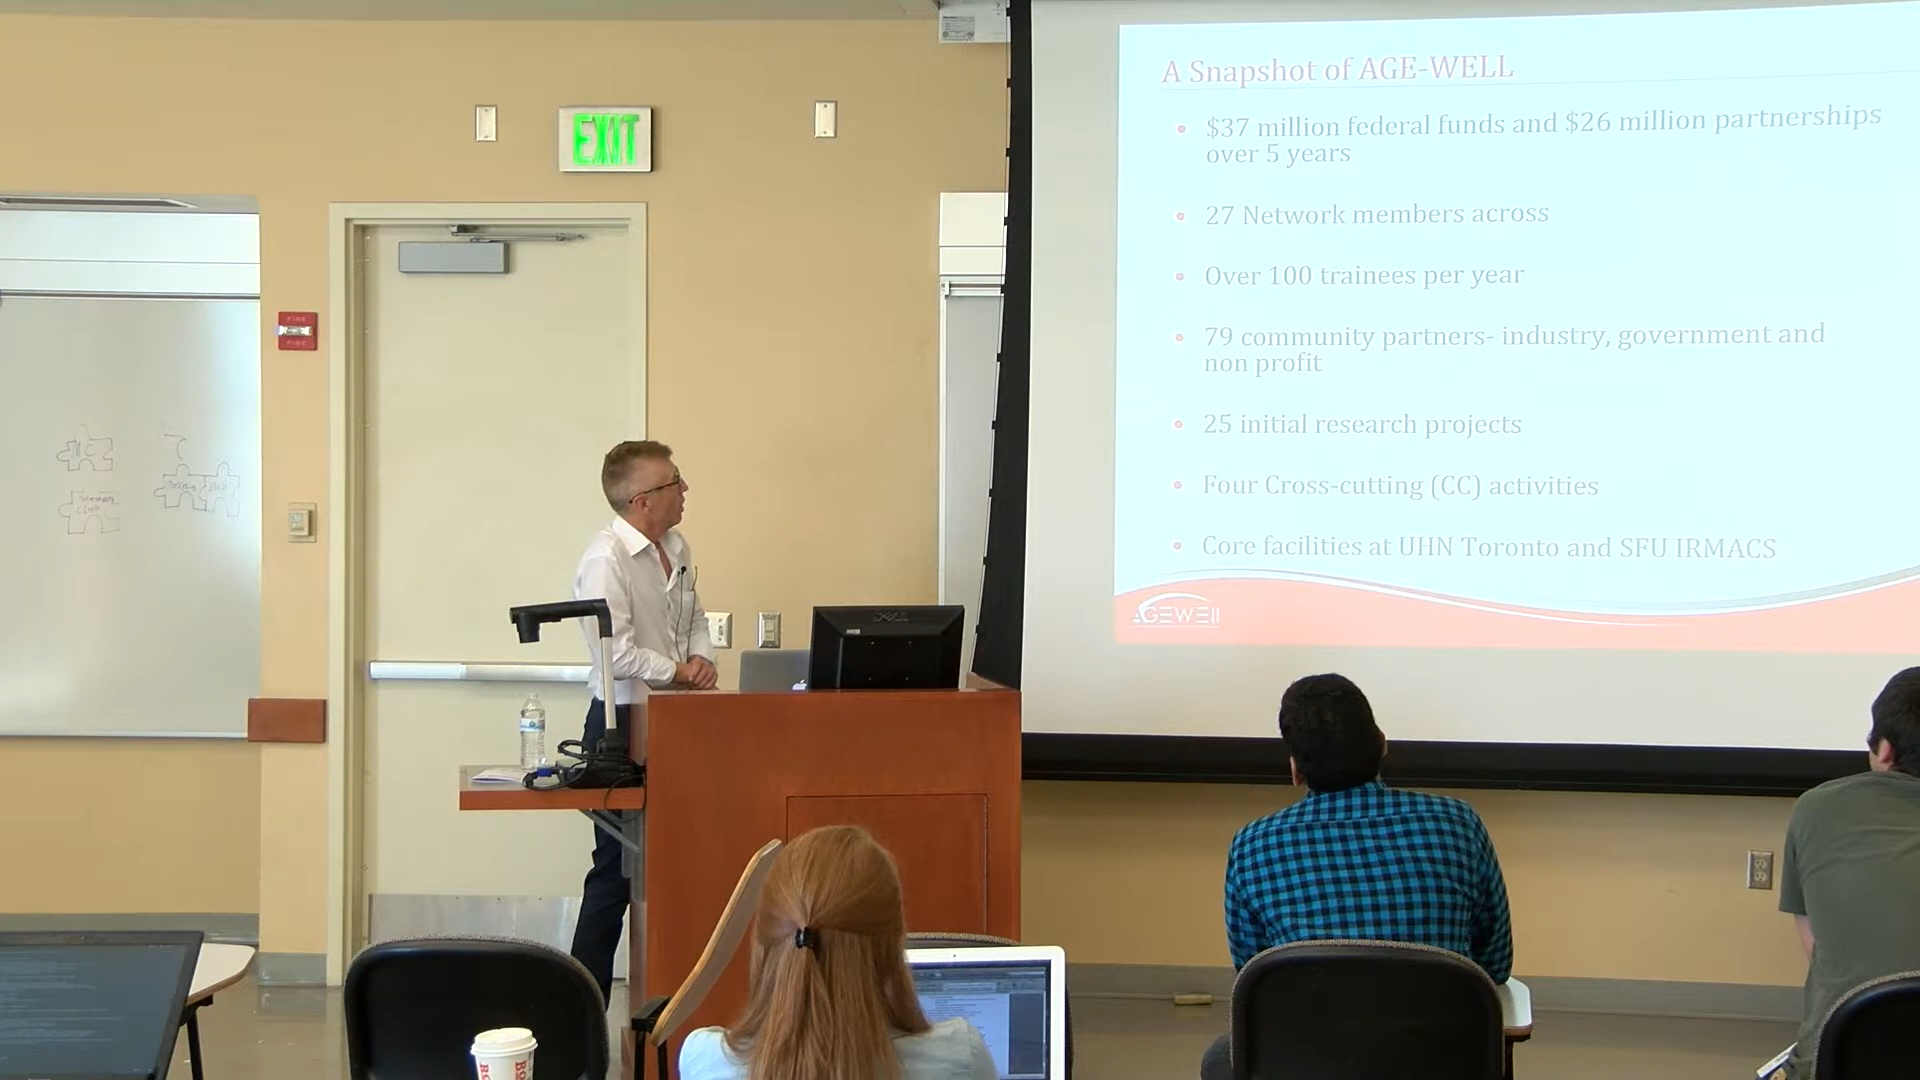 A Snapshot of AGE-WELL
$37 million federal funds and $26 million partnerships
over 5 years
27 Network members across
Over 100 trainees per year
79 community partners- industry, government and
non profit
25 initial research projects
Four Cross-cutting (CC) activities
Core facilities at UHN Toronto and SFU IRMACS
AGEWELL
EXIT
FIRE
DELL